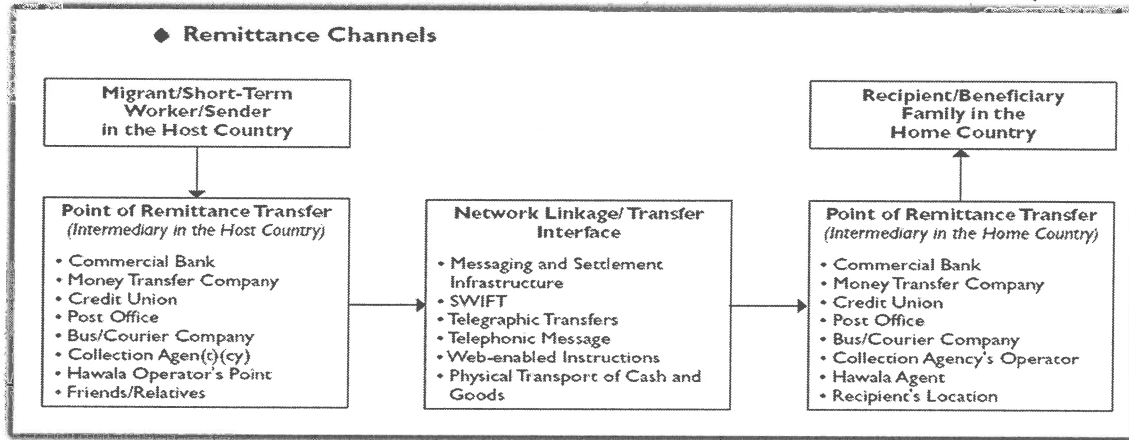 ◆ Remittance Channels
Migrant/Short-Term
Worker/Sender
in the Host Country
Recipient/Beneficiary
Family in the
Home Country
Point of Remittance Transfer
(Intermediary in the Host Country)
• Commercial Bank
• Money Transfer Company
• Credit Union
• Post Office
• Bus/Courier Company
• Collection Agen(t)(cy)
• Hawala Operator's Point
• Friends/Relatives
Network Linkage/Transfer
Interface
• Messaging and Settlement
Infrastructure
• SWIFT
• Telegraphic Transfers
• Telephonic Message
• Web-enabled Instructions
• Physical Transport of Cash and
Goods
Point of Remittance Transfer
(Intermediary in the Home Country)
• Commercial Bank
• Money Transfer Company
• Credit Union
• Post Office
• Bus/Courier Company
• Collection Agency's Operator
• Hawala Agent
• Recipient's Location